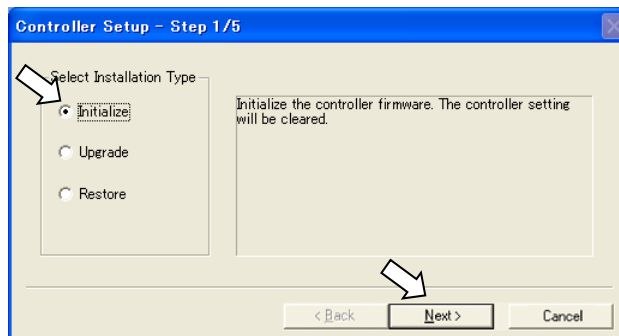 Controller Setup - Step 1/5
Select Installation Type
Initialize
Initialize the controller firmware. The controller setting
will be cleared.
Upgrade
Restore
< Back
Next >
Cancel